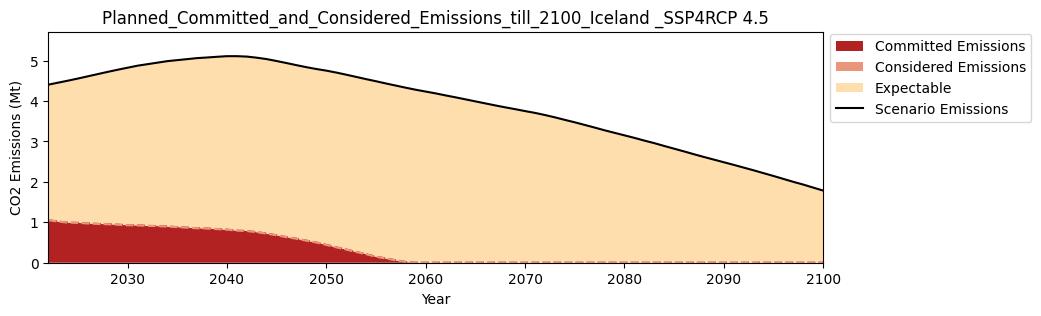 Planned_Committed_and_Considered_Emissions_till_2100_Iceland _SSP4RCP 4.5
Committed Emissions
Considered Emissions
Expectable
Scenario Emissions
CO2 Emissions (Mt)
5
4
3
2
1
0
2030 2040 2050 2060 2070 2080 2090 2100
Year